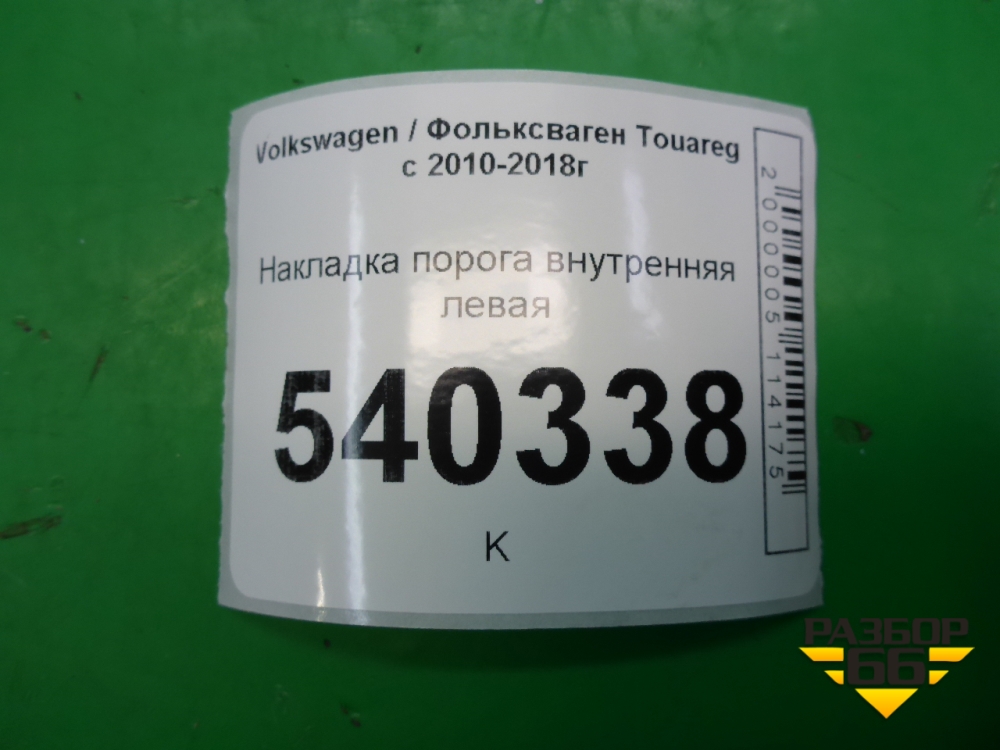 Volkswagen / Фольксваген Touareg
с 2010-2018г
Накладка порога внутренняя
левая
540338
К
2000005114175
РАЗБОР
66